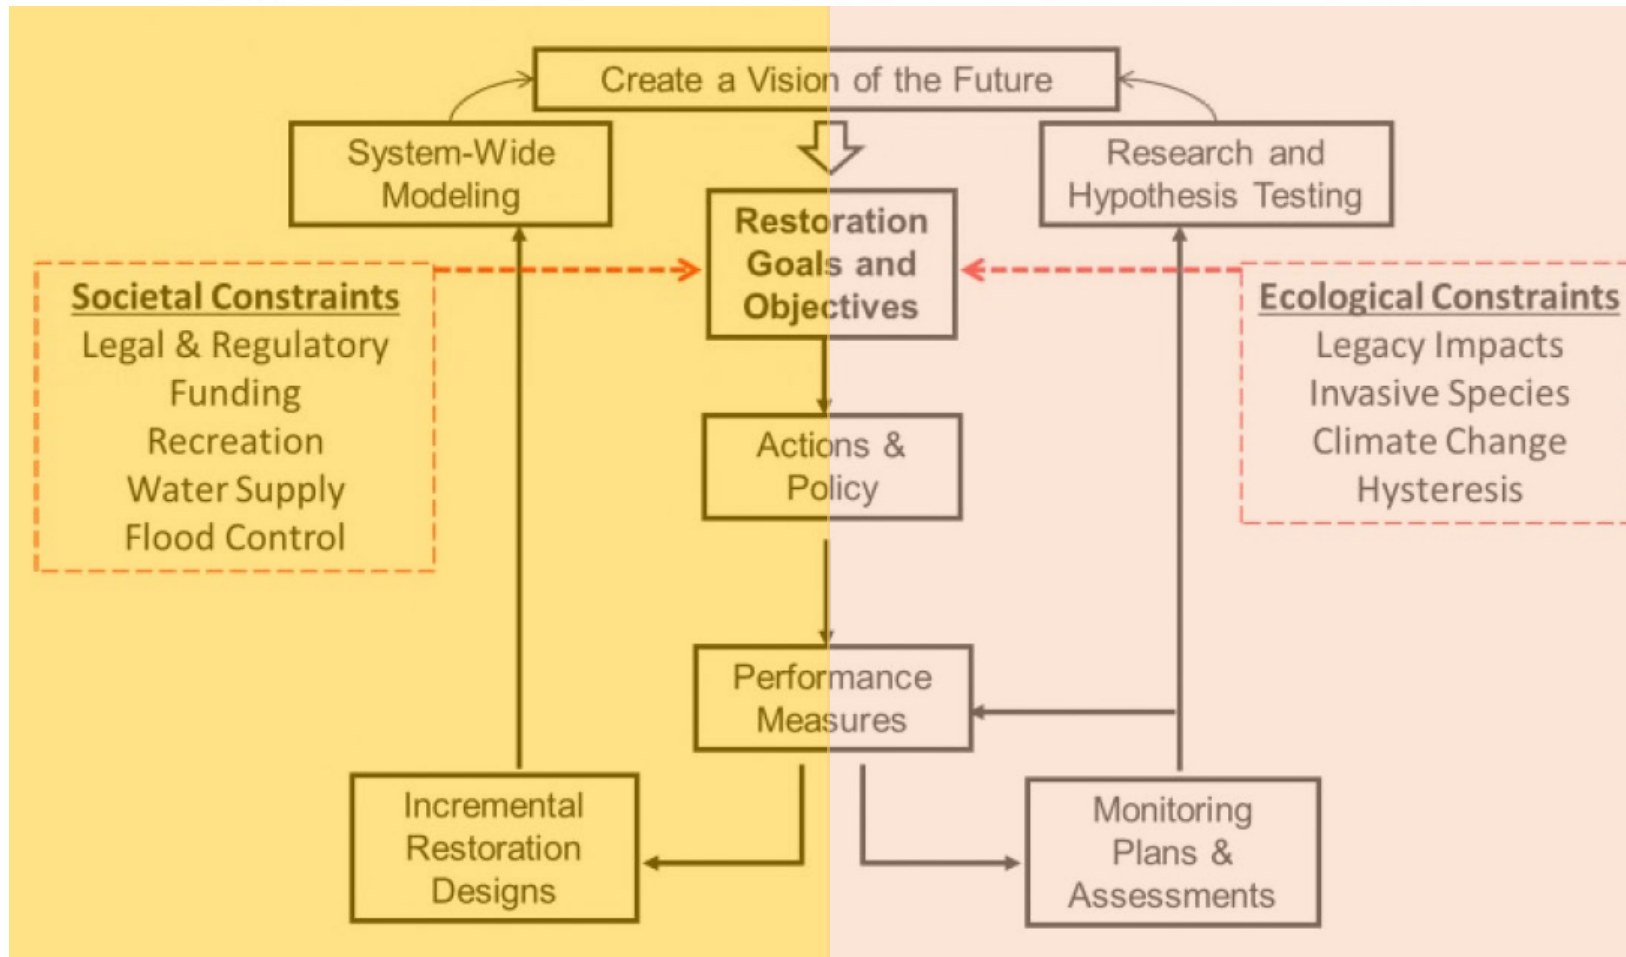 Create a Vision of the Future
System-Wide
Modeling
Research and
Hypothesis Testing
Restoration
Goals and
Objectives
Societal Constraints
Legal & Regulatory
Funding
Recreation
Water Supply
Flood Control
Ecological Constraints
Legacy Impacts
Invasive Species
Climate Change
Hysteresis
Actions &
Policy
Performance
Measures
Incremental
Restoration
Designs
Monitoring
Plans &
Assessments